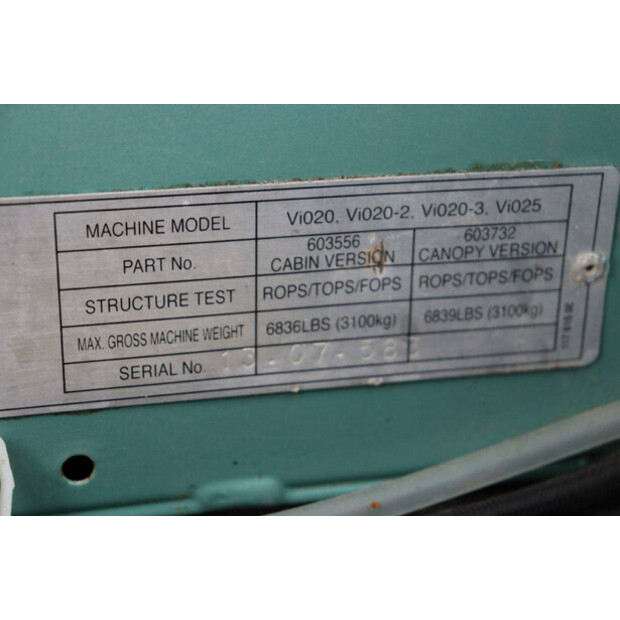 MACHINE MODEL Vi020, Vi020-2, Vi020-3, Vi025
PART No. 603556 CABIN VERSION 603732 CANOPY VERSION
STRUCTURE TEST ROPS/TOPS/FOPS ROPS/TOPS/FOPS
MAX. GROSS MACHINE WEIGHT 6836LBS (3100kg) 6839LBS (3100kg)
SERIAL No.